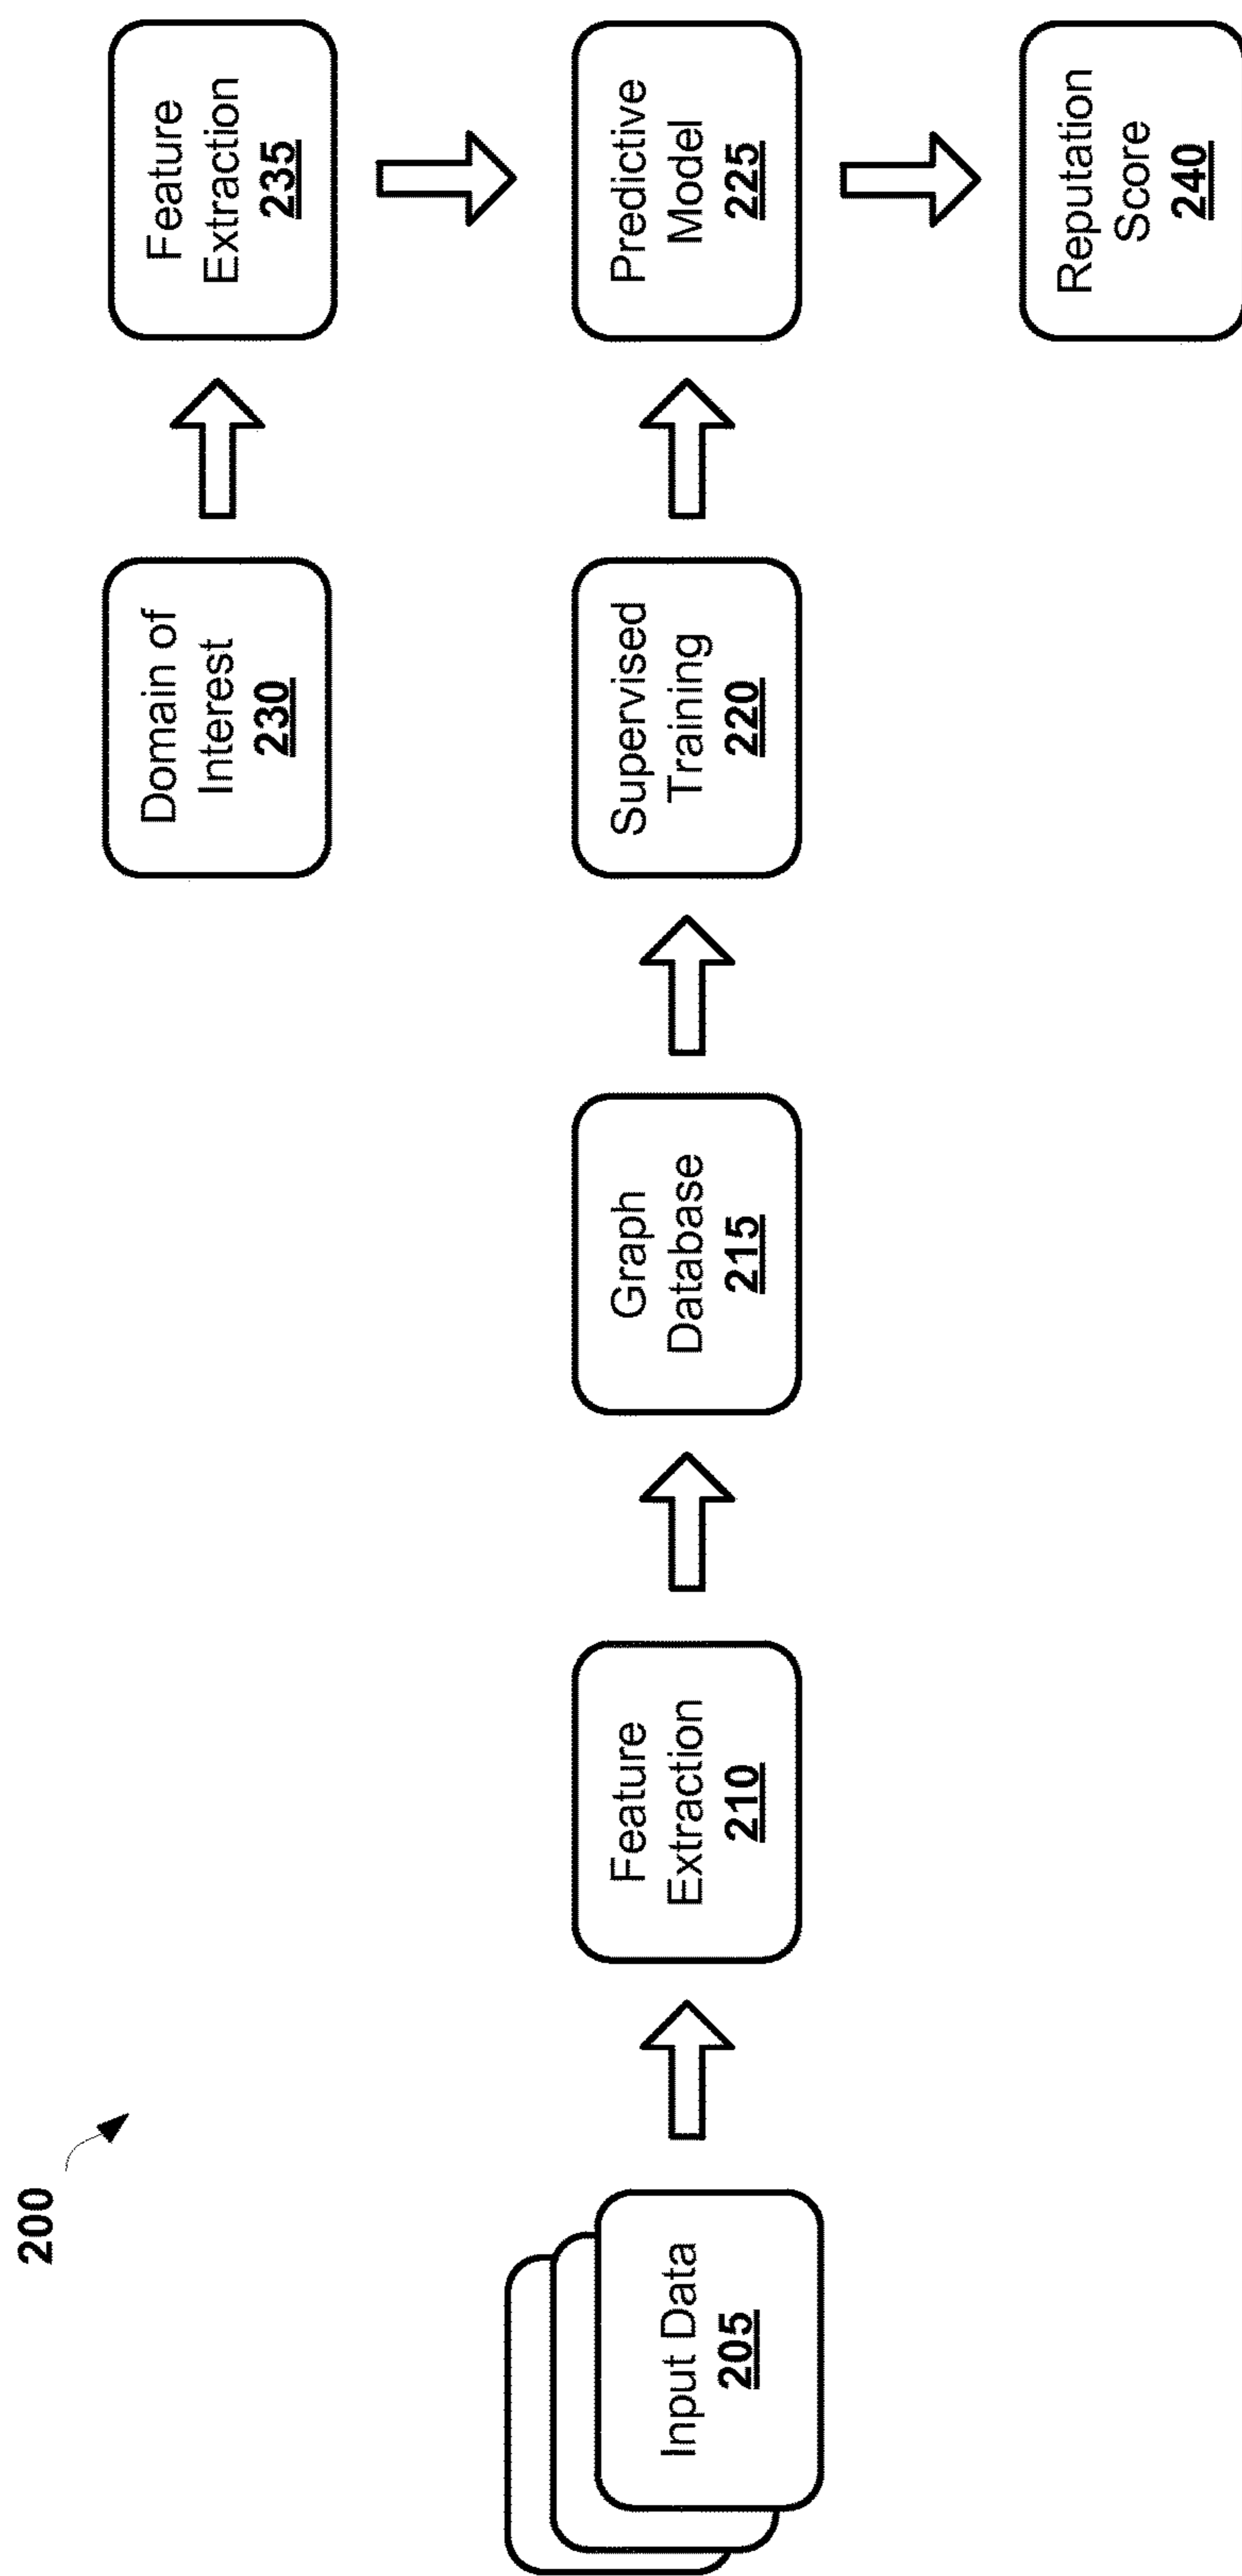 200
Domain of
Interest
230
Feature
Extraction
235
Input Data
205
Feature
Extraction
210
Graph
Database
215
Supervised
Training
220
Predictive
Model
225
Reputation
Score
240